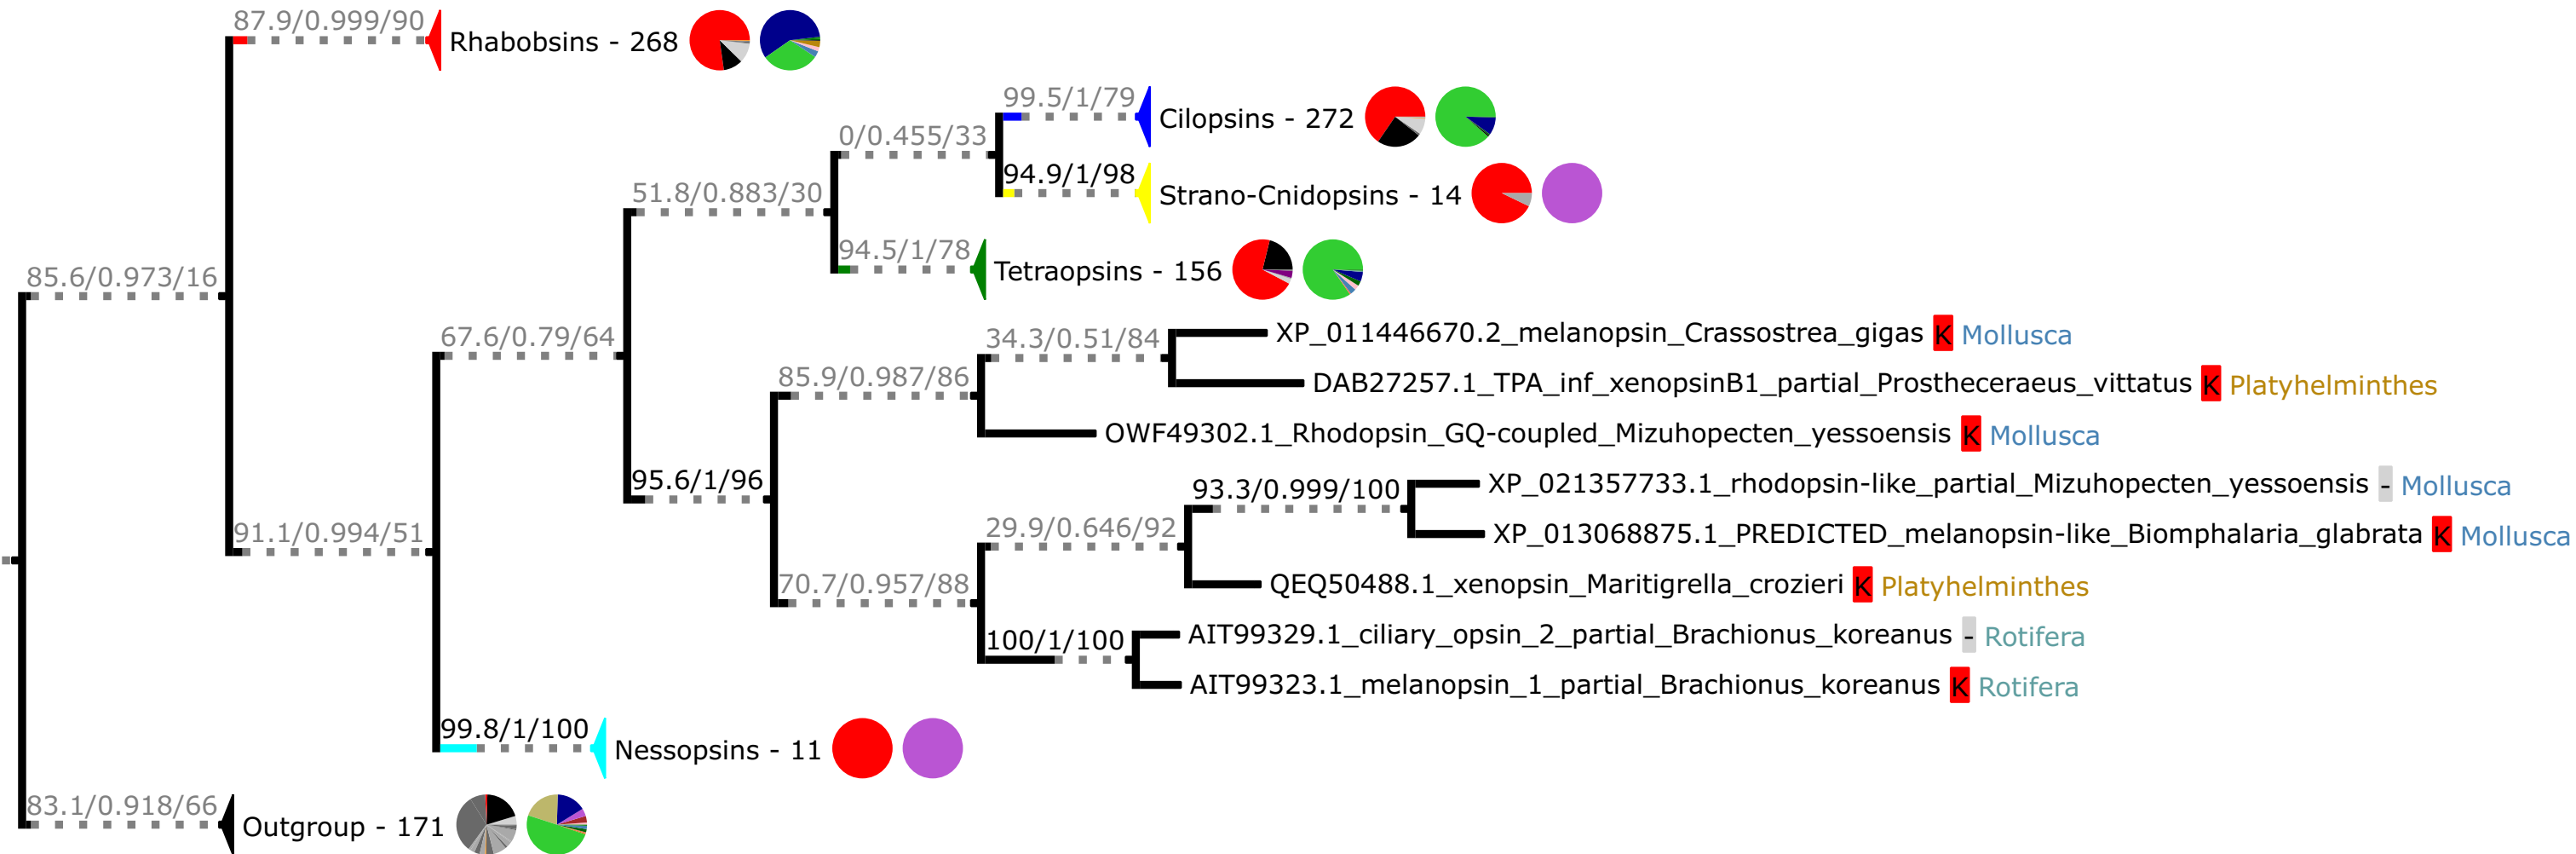 87.9/0.999/90
Rhabobsins - 268
99.5/1/79
Cilopsins - 272
0/0.455/33
94.9/1/98
Strano-Cnidopsins - 14
51.8/0.883/30
94.5/1/78
Tetraopsins - 156
85.6/0.973/16
67.6/0.79/64
34.3/0.51/84
XP_011446670.2_melanopsin_Crassostrea_gigas K Mollusca
85.9/0.987/86
DAB27257.1_TPA_inf_xenopsinB1_partial_Prostheceraeus_vittatus K Platyhelminthes
OWF49302.1_Rhodopsin_GQ-coupled_Mizuhopecten_yessoensis K Mollusca
95.6/1/96
93.3/0.999/100
XP_021357733.1_rhodopsin-like_partial_Mizuhopecten_yessoensis - Mollusca
91.1/0.994/51
29.9/0.646/92
XP_013068875.1_PREDICTED_melanopsin-like_Biomphalaria_glabrata K Mollusca
70.7/0.957/88
QEQ50488.1_xenopsin_Maritigrella_crozieri K Platyhelminthes
100/1/100
AIT99329.1_ciliary_opsin_2_partial_Brachionus_koreanus - Rotifera
AIT99323.1_melanopsin_1_partial_Brachionus_koreanus K Rotifera
99.8/1/100
Nessopsins - 11
83.1/0.918/66
Outgroup - 171